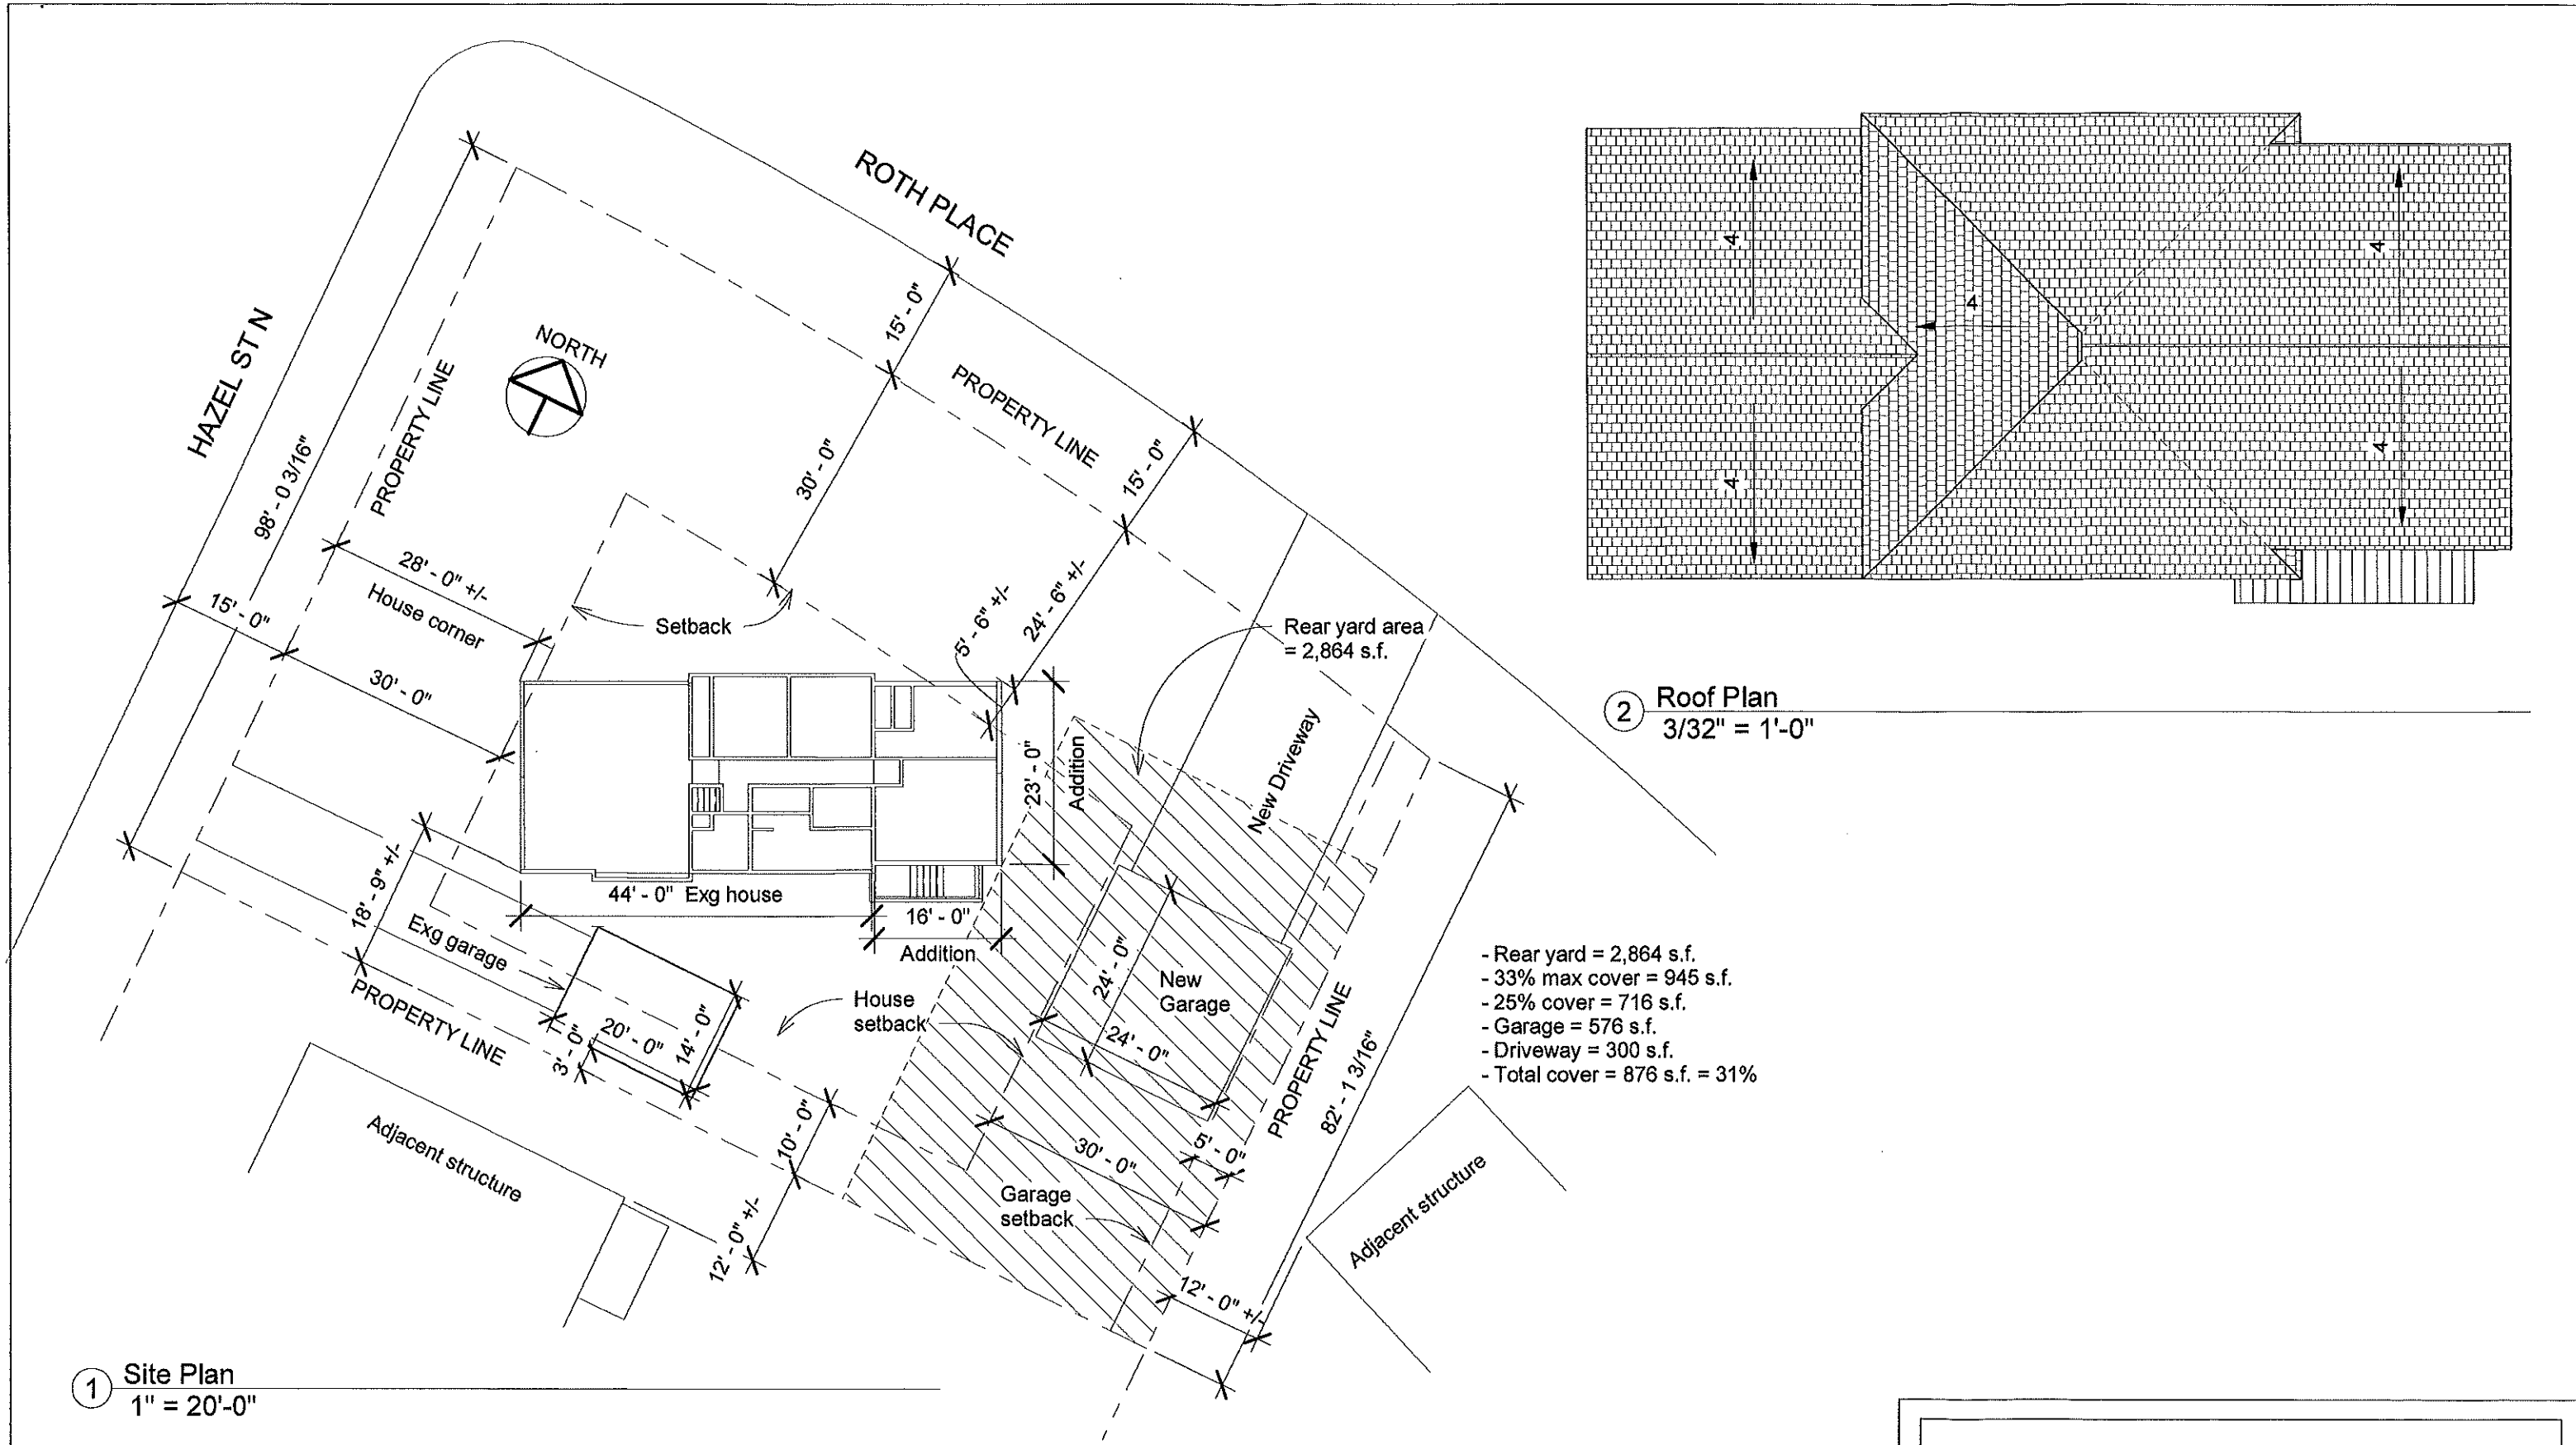 ROTH PLACE
HAZEL ST N
NORTH
PROPERTY LINE
98' - 0 3/16"
15' - 0"
30' - 0"
PROPERTY LINE
15' - 0"
28' - 0" +/-
House corner
15' - 0"
30' - 0"
Setback
5'- 6" +/-
24' - 6" +/-
Rear yard area
= 2,864 s.f.
New Driveway
23' - 0"
Addition
44' - 0" Exg house
16' - 0"
Addition
18' - 9" +/-
Exg garage
PROPERTY LINE
3' - 0"
20' - 0"
14' - 0"
House
setback
24' - 0"
New
Garage
24' - 0"
PROPERTY LINE
82' - 1 3/16"
10' - 0"
12' - 0" +/-
30' - 0"
5' - 0"
Garage
setback
12' - 0" +/-
Adjacent structure
Adjacent structure
1 Site Plan
1" = 20'-0"
4
4
4
4
4
2 Roof Plan
3/32" = 1'-0"
- Rear yard = 2,864 s.f.
- 33% max cover = 945 s.f.
- 25% cover = 716 s.f.
- Garage = 576 s.f.
- Driveway = 300 s.f.
- Total cover = 876 s.f. = 31%